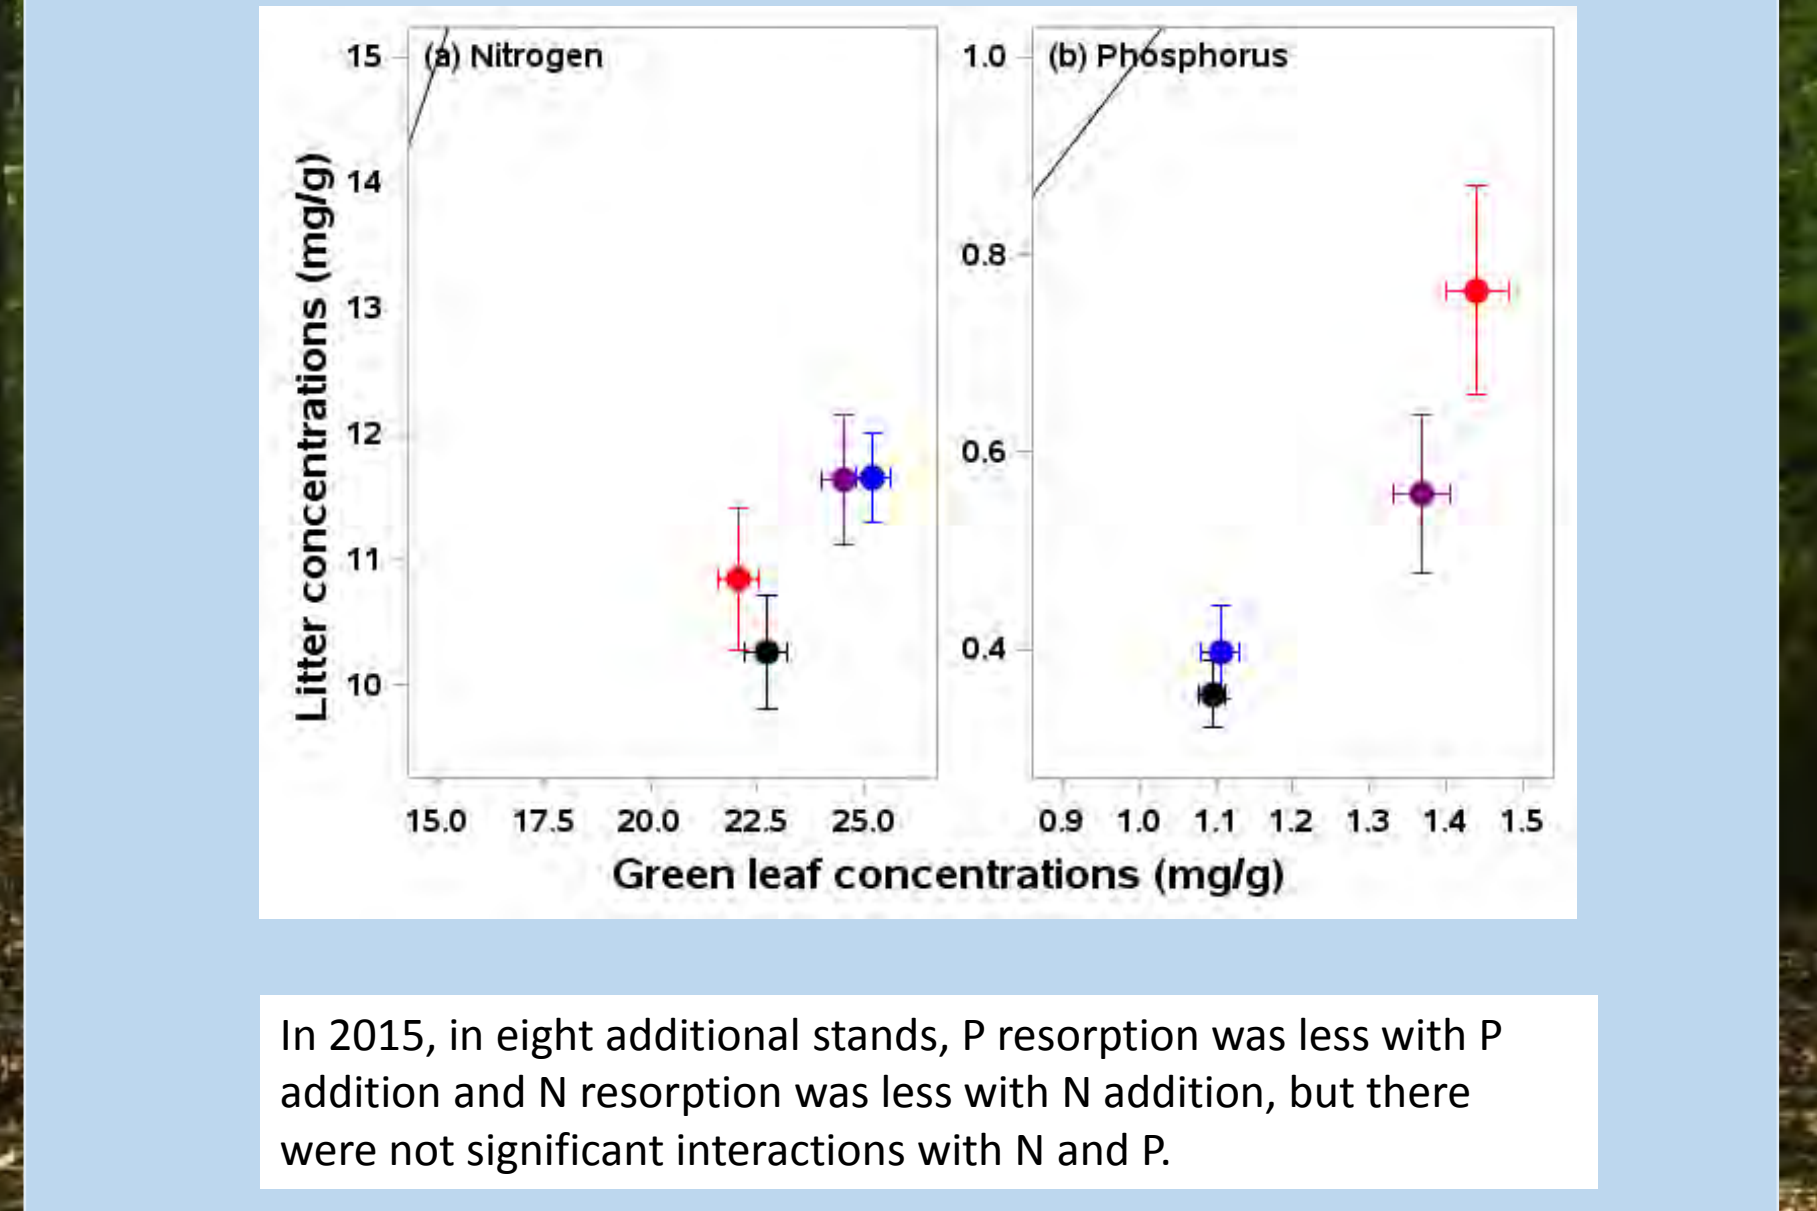 (a) Nitrogen
(b) Phosphorus
15
14
13
12
11
10
1.0
0.8
0.6
0.4
Litter concentrations (mg/g)
15.0 17.5 20.0 22.5 25.0
0.9 1.0 1.1 1.2 1.3 1.4 1.5
Green leaf concentrations (mg/g)
In 2015, in eight additional stands, P resorption was less with P
addition and N resorption was less with N addition, but there
were not significant interactions with N and P.